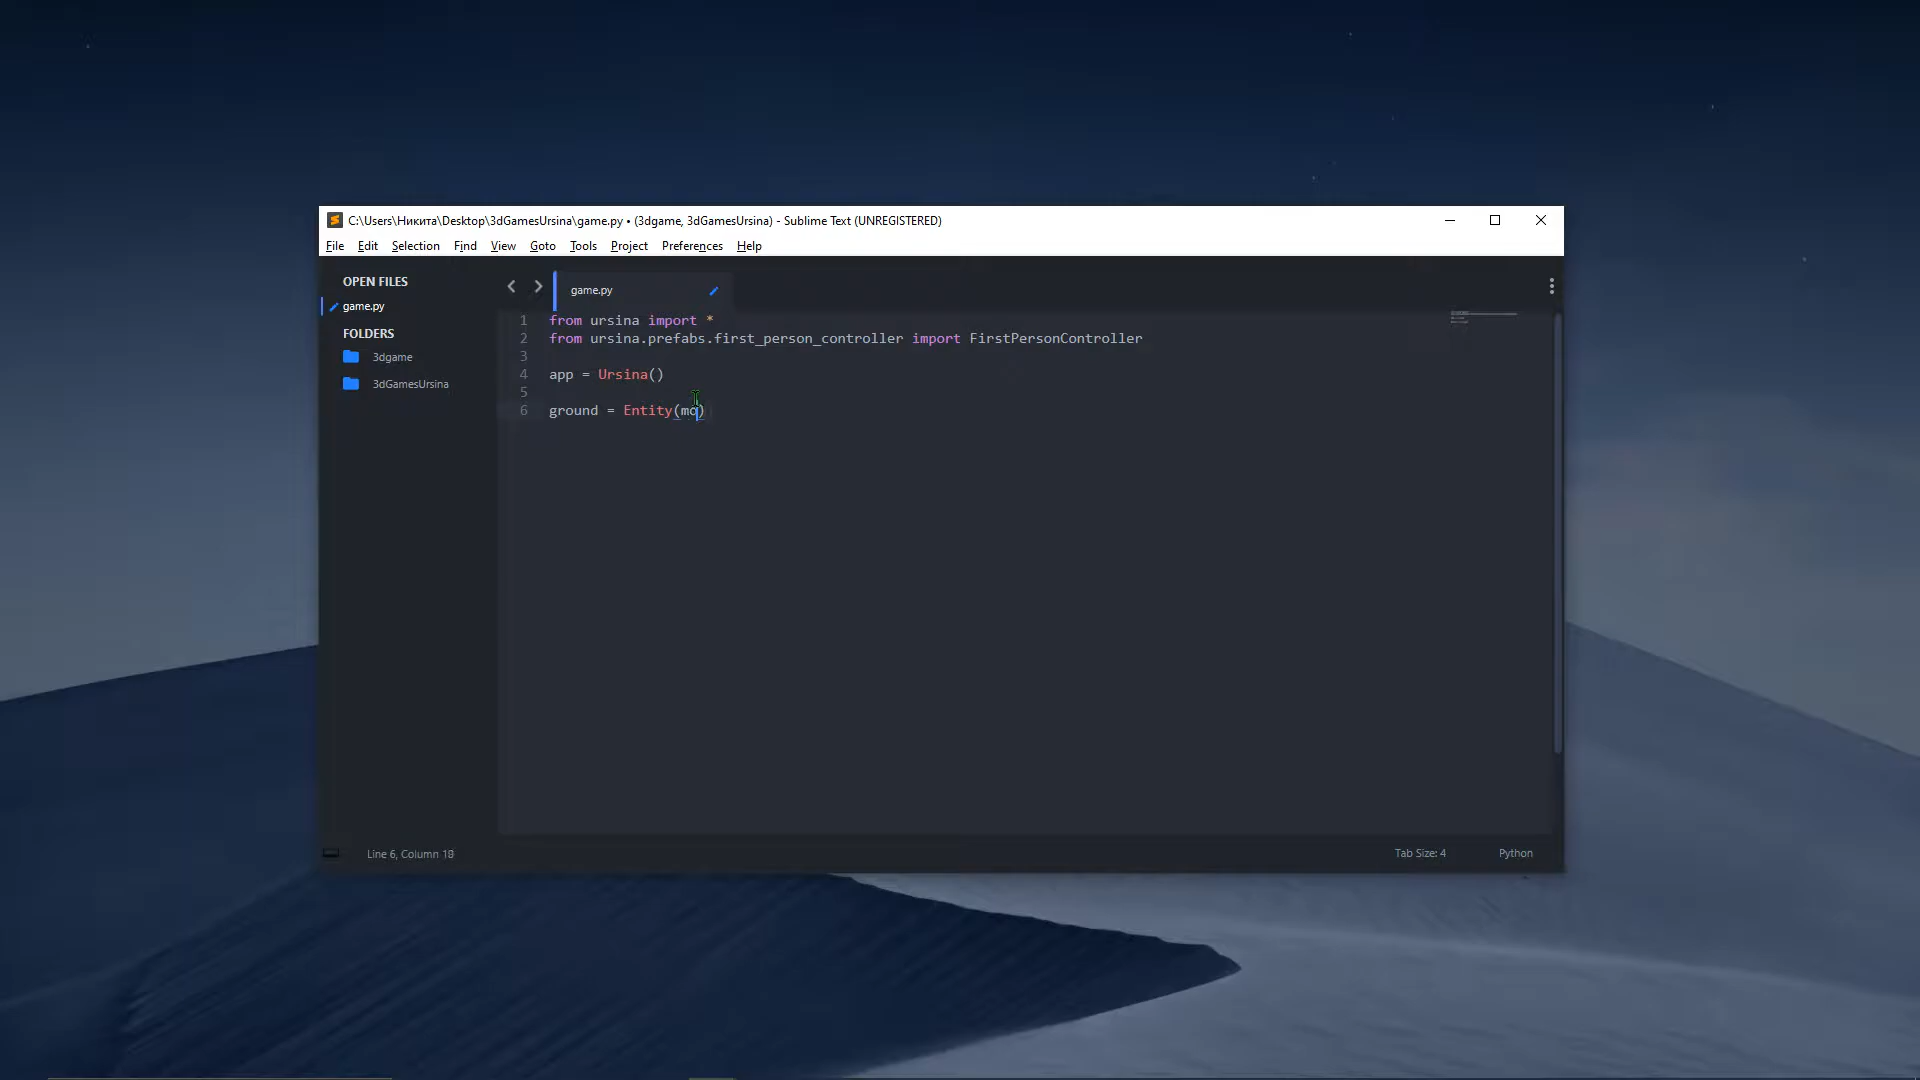 C:\Users\Никита\Desktop\3dGamesUrsina\game.py • (3dgame, 3dGamesUrsina) - Sublime Text (UNREGISTERED)
File Edit Selection Find View Goto Tools Project Preferences Help
OPEN FILES
game.py
FOLDERS
3dgame
3dGamesUrsina
game.py
1 from ursina import *
2 from ursina.prefabs.first_person_controller import FirstPersonController
3
4 app = Ursina()
5
6 ground = Entity(mo)
Line 6, Column
Tab Size: 4
Python